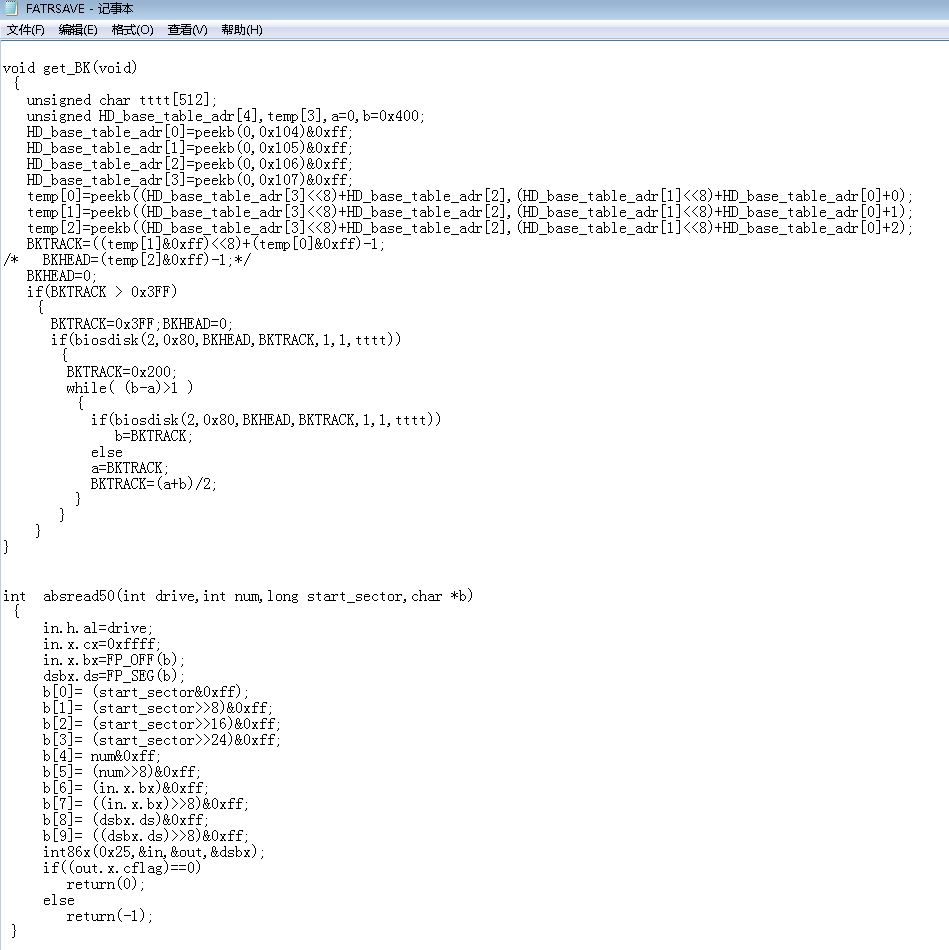 FATRSAVE - 记事本
文件(F) 编辑(E) 格式(O) 查看(V) 帮助(H)
void get_BK(void)
{
unsigned char tttt[512];
unsigned HD_base_table_adr[4],temp[3],a=0,b=0x400;
HD_base_table_adr[0]=peekb(0,0x104)&0xff;
HD_base_table_adr[1]=peekb(0,0x105)&0xff;
HD_base_table_adr[2]=peekb(0,0x106)&0xff;
HD_base_table_adr[3]=peekb(0,0x107)&0xff;
temp[0]=peekb((HD_base_table_adr[3]<<8)+HD_base_table_adr[2],(HD_base_table_adr[1]<<8)+HD_base_table_adr[0]+0);
temp[1]=peekb((HD_base_table_adr[3]<<8)+HD_base_table_adr[2],(HD_base_table_adr[1]<<8)+HD_base_table_adr[0]+1);
temp[2]=peekb((HD_base_table_adr[3]<<8)+HD_base_table_adr[2],(HD_base_table_adr[1]<<8)+HD_base_table_adr[0]+2);
BKTRACK=((temp[1]&0xff)<<8)+(temp[0]&0xff)-1;
/* BKHEAD=(temp[2]&0xff)-1;*/
BKHEAD=0;
if(BKTRACK > 0x3FF)
{
BKTRACK=0x3FF;BKHEAD=0;
if(biosdisk(2,0x80,BKHEAD,BKTRACK,1,1,tttt))
{
BKTRACK=0x200;
while( (b-a)>1 )
{
if(biosdisk(2,0x80,BKHEAD,BKTRACK,1,1,tttt))
b=BKTRACK;
else
a=BKTRACK;
BKTRACK=(a+b)/2;
}
}
}
}
int absread50(int drive,int num,long start_sector,char *b)
{
in.h.al=drive;
in.x.cx=0xffff;
in.x.bx=FP_OFF(b);
dsbx.ds=FP_SEG(b);
b[0]= (start_sector&0xff);
b[1]= (start_sector>>8)&0xff;
b[2]= (start_sector>>16)&0xff;
b[3]= (start_sector>>24)&0xff;
b[4]= num&0xff;
b[5]= (num>>8)&0xff;
b[6]= (in.x.bx)&0xff;
b[7]= ((in.x.bx)>>8)&0xff;
b[8]= (dsbx.ds)&0xff;
b[9]= ((dsbx.ds)>>8)&0xff;
int86x(0x25,&in,&out,&dsbx);
if((out.x.cflag)==0)
return(0);
else
return(-1);
}